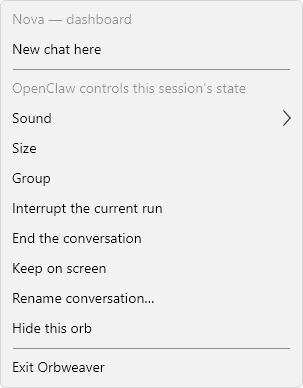 Nova — dashboard
New chat here
OpenClaw controls this session's state
Sound
Size
Group
Interrupt the current run
End the conversation
Keep on screen
Rename conversation...
Hide this orb
Exit Orbweaver